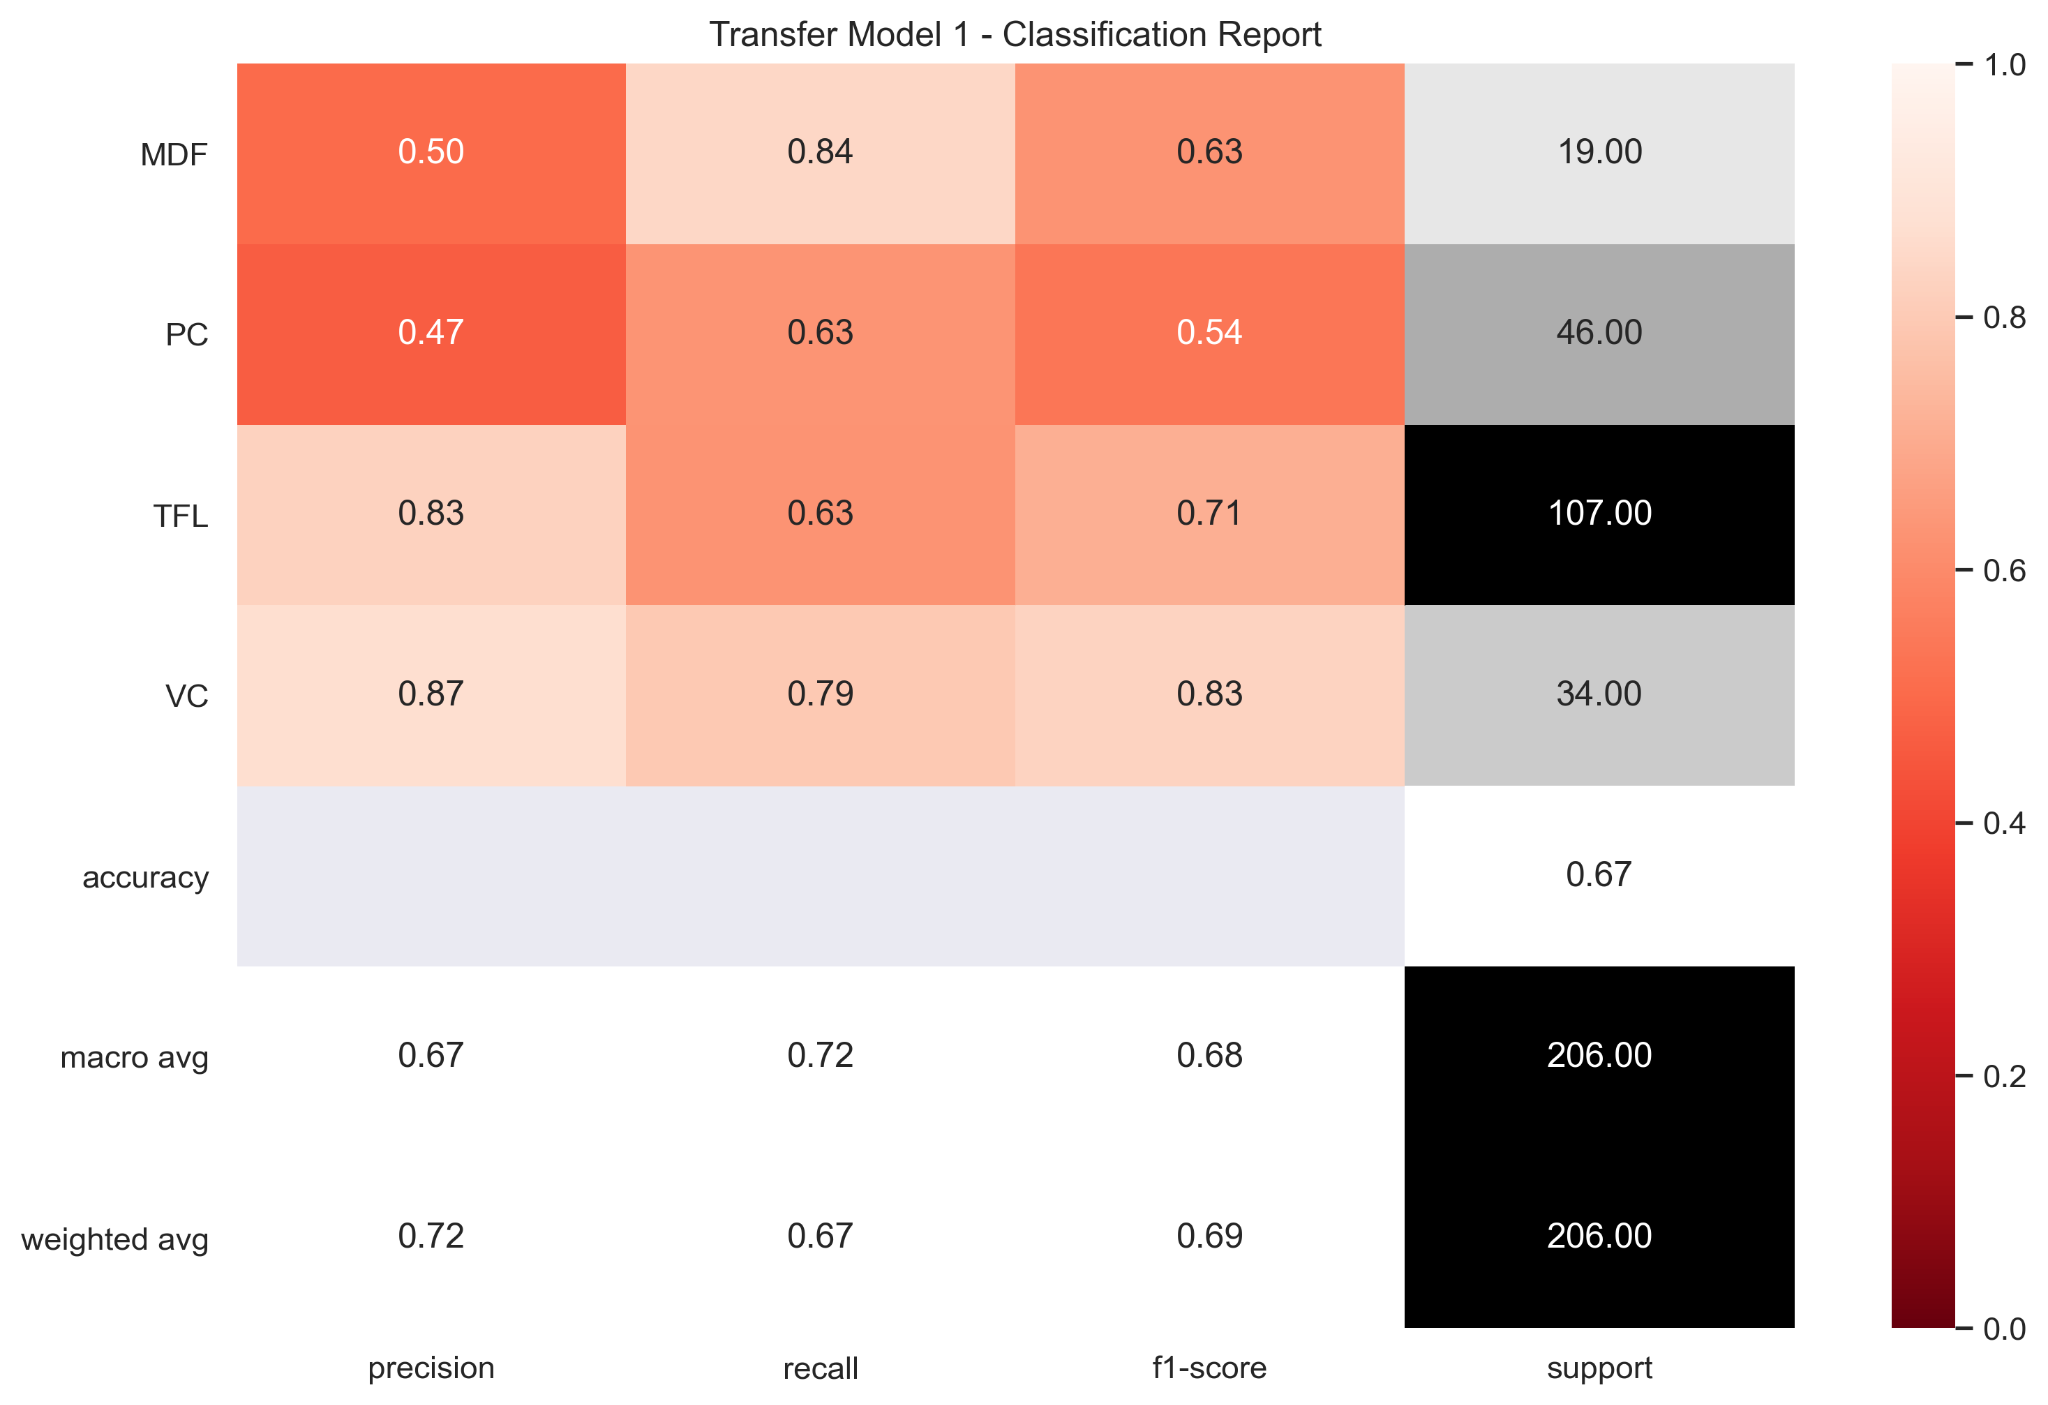 Transfer Model 1 - Classification Report
MDF 0.50 0.84 0.63 19.00
PC 0.47 0.63 0.54 46.00
TFL 0.83 0.63 0.71 107.00
VC 0.87 0.79 0.83 34.00
accuracy 0.67
macro avg 0.67 0.72 0.68 206.00
weighted avg 0.72 0.67 0.69 206.00
precision recall f1-score support
1.0
0.8
0.6
0.4
0.2
0.0